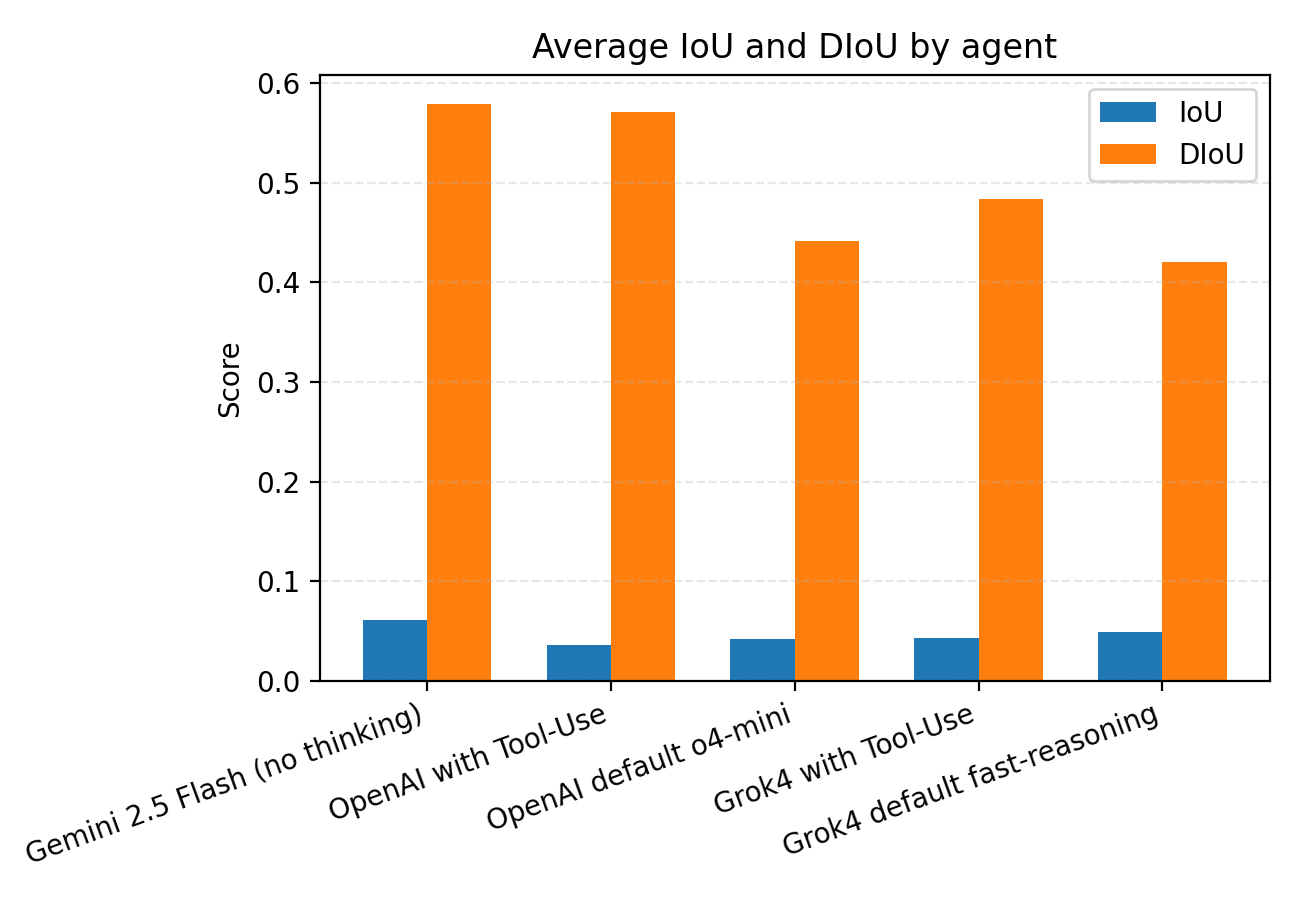 Average IoU and DIoU by agent
IoU
DIoU
Score
0.6
0.5
0.4
0.3
0.2
0.1
0.0
Gemini 2.5 Flash (no thinking)
OpenAI with Tool-Use
OpenAI default o4-mini
Grok4 with Tool-Use
Grok4 default fast-reasoning